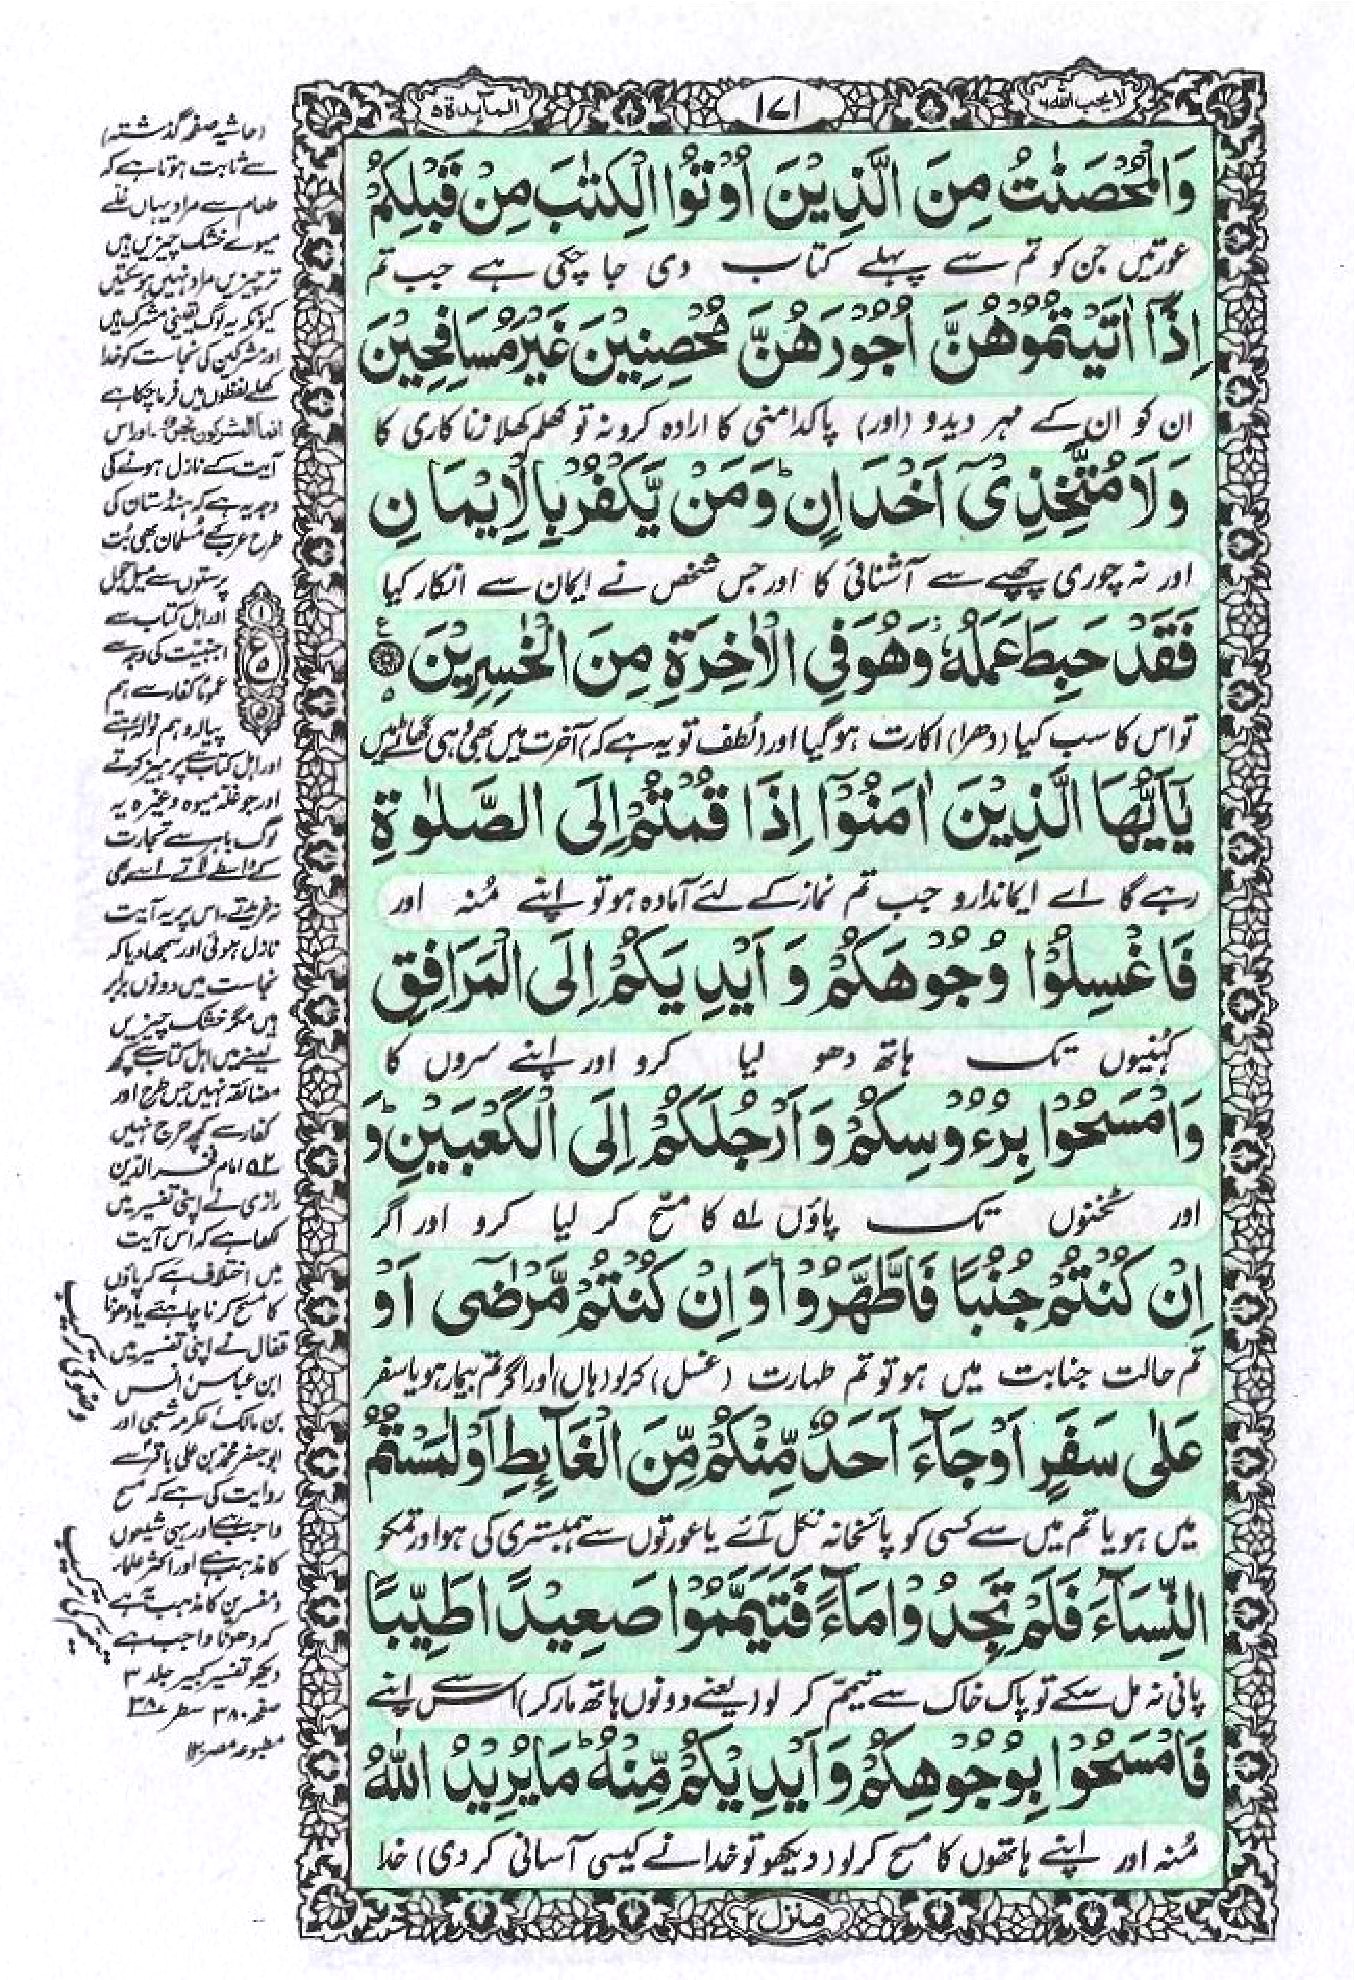 لا یحب الله ۶
۱۷۱
المآئدة ۵
وَالْمُحْصَنٰتُ مِنَ الَّذِیْنَ اُوْتُوا الْكِتٰبَ مِنْ قَبْلِكُمْ
عورتیں جن کو تم سے پہلے کتاب دی جا چکی ہے جب تم
اِذَاۤ اٰتَیْتُمُوْهُنَّ اُجُوْرَهُنَّ مُحْصِنِیْنَ غَیْرَ مُسَافِحِیْنَ
ان کو ان کے مہر دیدو (اور) پاکدامنی کا ارادہ کرو نہ تو کھلم کھلا زنا کاری کا
وَلَا مُتَّخِذِیْۤ اَخْدَانٍ ؕ وَمَنْ یَّكْفُرْ بِالْاِیْمَانِ
اور نہ چوری چھپے سے آشنائی کا اور جس شخص نے ایمان سے انکار کیا
فَقَدْ حَبِطَ عَمَلُهٗ ؗ وَهُوَ فِی الْاٰخِرَةِ مِنَ الْخٰسِرِیْنَ
تو اس کا سب کیا (دھرا) اکارت ہو گیا اور (لطف تو یہ ہے کہ) آخرت میں بھی وہی گھاٹے میں
یٰۤاَیُّهَا الَّذِیْنَ اٰمَنُوْۤا اِذَا قُمْتُمْ اِلَی الصَّلٰوةِ
رہے گا اے ایماندارو جب تم نماز کے لئے آمادہ ہو تو اپنے مُنہ اور
فَاغْسِلُوْا وُجُوْهَكُمْ وَ اَیْدِیَكُمْ اِلَی الْمَرَافِقِ
کہُنیوں تک ہاتھ دھو لیا کرو اور اپنے سروں کا
وَامْسَحُوْا بِرُءُوْسِكُمْ وَ اَرْجُلَكُمْ اِلَی الْكَعْبَیْنِ ؕ وَ
اور ٹخنوں تک پاؤں لہ کا مسح کر لیا کرو اور اگر
اِنْ كُنْتُمْ جُنُبًا فَاطَّهَّرُوْا ؕ وَ اِنْ كُنْتُمْ مَّرْضٰۤی اَوْ
تم حالت جنابت میں ہو تو تم طہارت (غسل) کر لو (ہاں) اور اگر تم بیمار ہو یا سفر
عَلٰی سَفَرٍ اَوْ جَآءَ اَحَدٌ مِّنْكُمْ مِّنَ الْغَآىِٕطِ اَوْ لٰمَسْتُمُ
میں ہو یا تم میں سے کسی کو پائخانہ نکل آئے یا عورتوں سے ہمبستری کی ہو اور تمکو
النِّسَآءَ فَلَمْ تَجِدُوْا مَآءً فَتَیَمَّمُوْا صَعِیْدًا طَیِّبًا
پانی نہ مل سکے تو پاک خاک سے تیمّم کر لو (یعنے دونوں ہاتھ مار کر) اس سے اپنے
فَامْسَحُوْا بِوُجُوْهِكُمْ وَ اَیْدِیْكُمْ مِّنْهُ ؕ مَا یُرِیْدُ اللّٰهُ
مُنہ اور اپنے ہاتھوں کا مسح کر لو (دیکھو تو خدا نے کیسی آسانی کر دی) خدا
منزل ۲
(حاشیہ صفحہ گذشتہ)
سے ثابت ہوتا ہے کہ
طعام سے مراد یہاں غلے
میوے خشک چیزیں ہیں
تر چیزیں مراد نہیں ہو سکتیں
کیونکہ یہ لوگ یقینی مشرک ہیں
اور مشرکین کی نجاست کو خدا
کھلے لفظوں میں فرما چکا ہے
انما المشرکون نجس۔ اور اس
آیت کے نازل ہونے کی
وجہ یہ ہے کہ ہندوستان کی
طرح عرب کے مُسلمان بھی بُت
پرستوں سے میل جول
اور اہل کتاب سے
اجنبیت کی وجہ سے
عموماً کفار سے ہم
پیالہ و ہم نوالہ رہتے
اور اہل کتاب سے پرہیز کرتے
اور جو غلہ میوہ وغیرہ یہ
لوگ باہر سے تجارت
کے واسطے لاتے اسے بھی
نہ خریدتے۔ اس پر یہ آیت
نازل ہوئی اور سمجھا دیا کہ
نجاست میں دونوں برابر
ہیں مگر خشک چیزیں
لینے میں اہل کتاب سے کچھ
مضائقہ نہیں جس طرح اور
کفار سے کچھ حرج نہیں
امام فخر الدین
رازی نے اپنی تفسیر میں
لکھا ہے کہ اس آیت
میں اختلاف ہے کہ پاؤں
کا مسح کرنا چاہئے یا دھونا
قفال نے اپنی تفسیر میں
ابن عباس انس
بن مالک عکرمہ شعبی اور
ابو جعفر محمد بن علی باقر سے
روایت کی ہے کہ مسح
واجب ہے اور یہی شیعوں
کا مذہب ہے اور اکثر علماء
و مفسرین کا مذہب یہ ہے
کہ دھونا واجب ہے
دیکھو تفسیر کبیر جلد ۳
صفحہ ۳۸۰ سطر
مطبوعہ مصر ۱۲